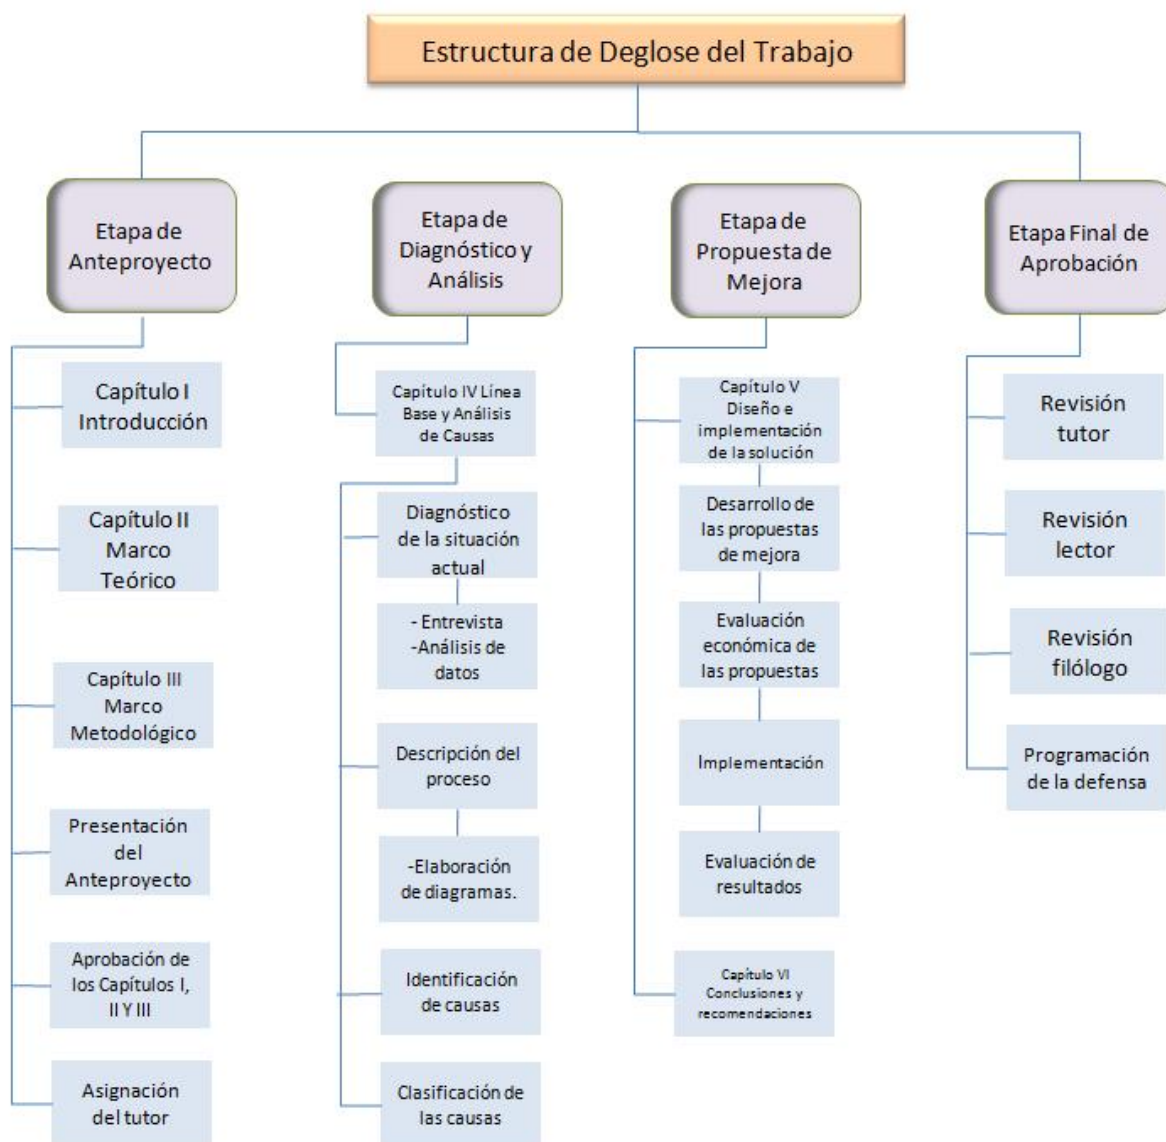 Estructura de Deglose del Trabajo
Etapa de
Anteproyecto
Capítulo I
Introducción
Capítulo II
Marco
Teórico
Capítulo III
Marco
Metodológico
Presentación
del
Anteproyecto
Aprobación de
los Capítulos I,
II Y III
Asignación
del tutor
Etapa de
Diagnóstico y
Análisis
Capítulo IV Línea
Base y Análisis
de Causas
Diagnóstico
de la situación
actual
- Entrevista
-Análisis de
datos
Descripción del
proceso
-Elaboración
de diagramas.
Identificación
de causas
Clasificación de
las causas
Etapa de
Propuesta de
Mejora
Capítulo V
Diseño e
implementación
de la solución
Desarrollo de
las propuestas
de mejora
Evaluación
económica de
las propuestas
Implementación
Evaluación de
resultados
Capítulo VI
Conclusiones y
recomendaciones
Etapa Final de
Aprobación
Revisión
tutor
Revisión
lector
Revisión
filólogo
Programación
de la defensa